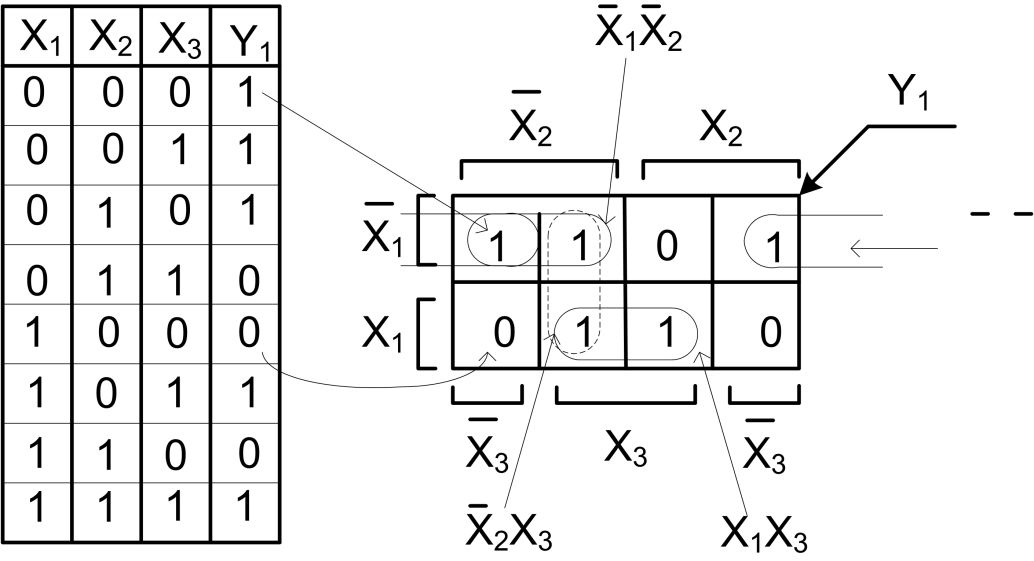 X₁ X₂ X₃ Y₁
0 0 0 1
0 0 1 1
0 1 0 1
0 1 1 0
1 0 0 0
1 0 1 1
1 1 0 0
1 1 1 1
X̅₁X̅₂
Y₁
X̅₂ X₂
X̅₁ 1 1 0 1
X₁ 0 1 1 0
X̅₃ X₃ X̅₃
X̅₂X₃ X₁X₃